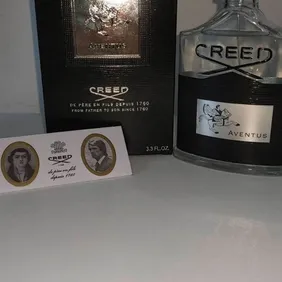 AVENTUS
CREED
DE PÈRE EN FILS DEPUIS 1760
FROM FATHER TO SON SINCE 1760
3.3 FL.OZ.
CREED
AVENTUS
CREED
de père en fils
depuis 1760